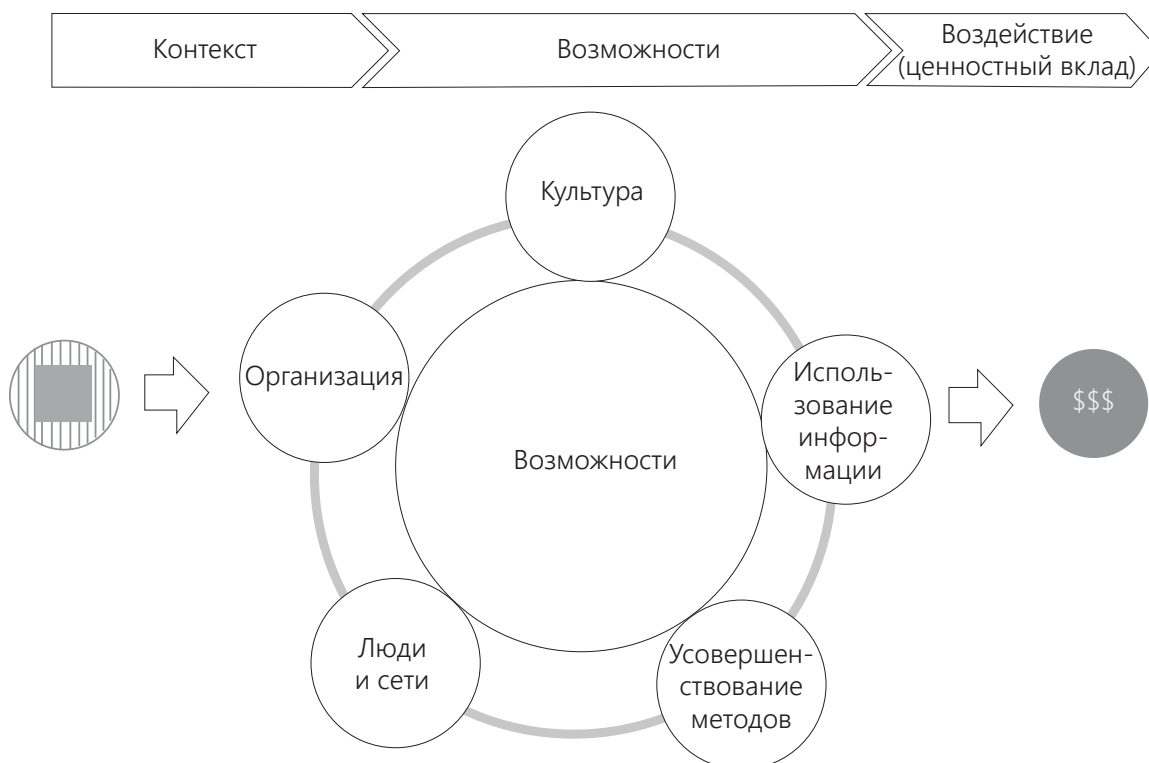 Контекст
Возможности
Воздействие
(ценностный вклад)
Культура
Организация
Исполь-
зование
инфор-
мации
$$$
Возможности
Люди
и сети
Усовершен-
ствование
методов